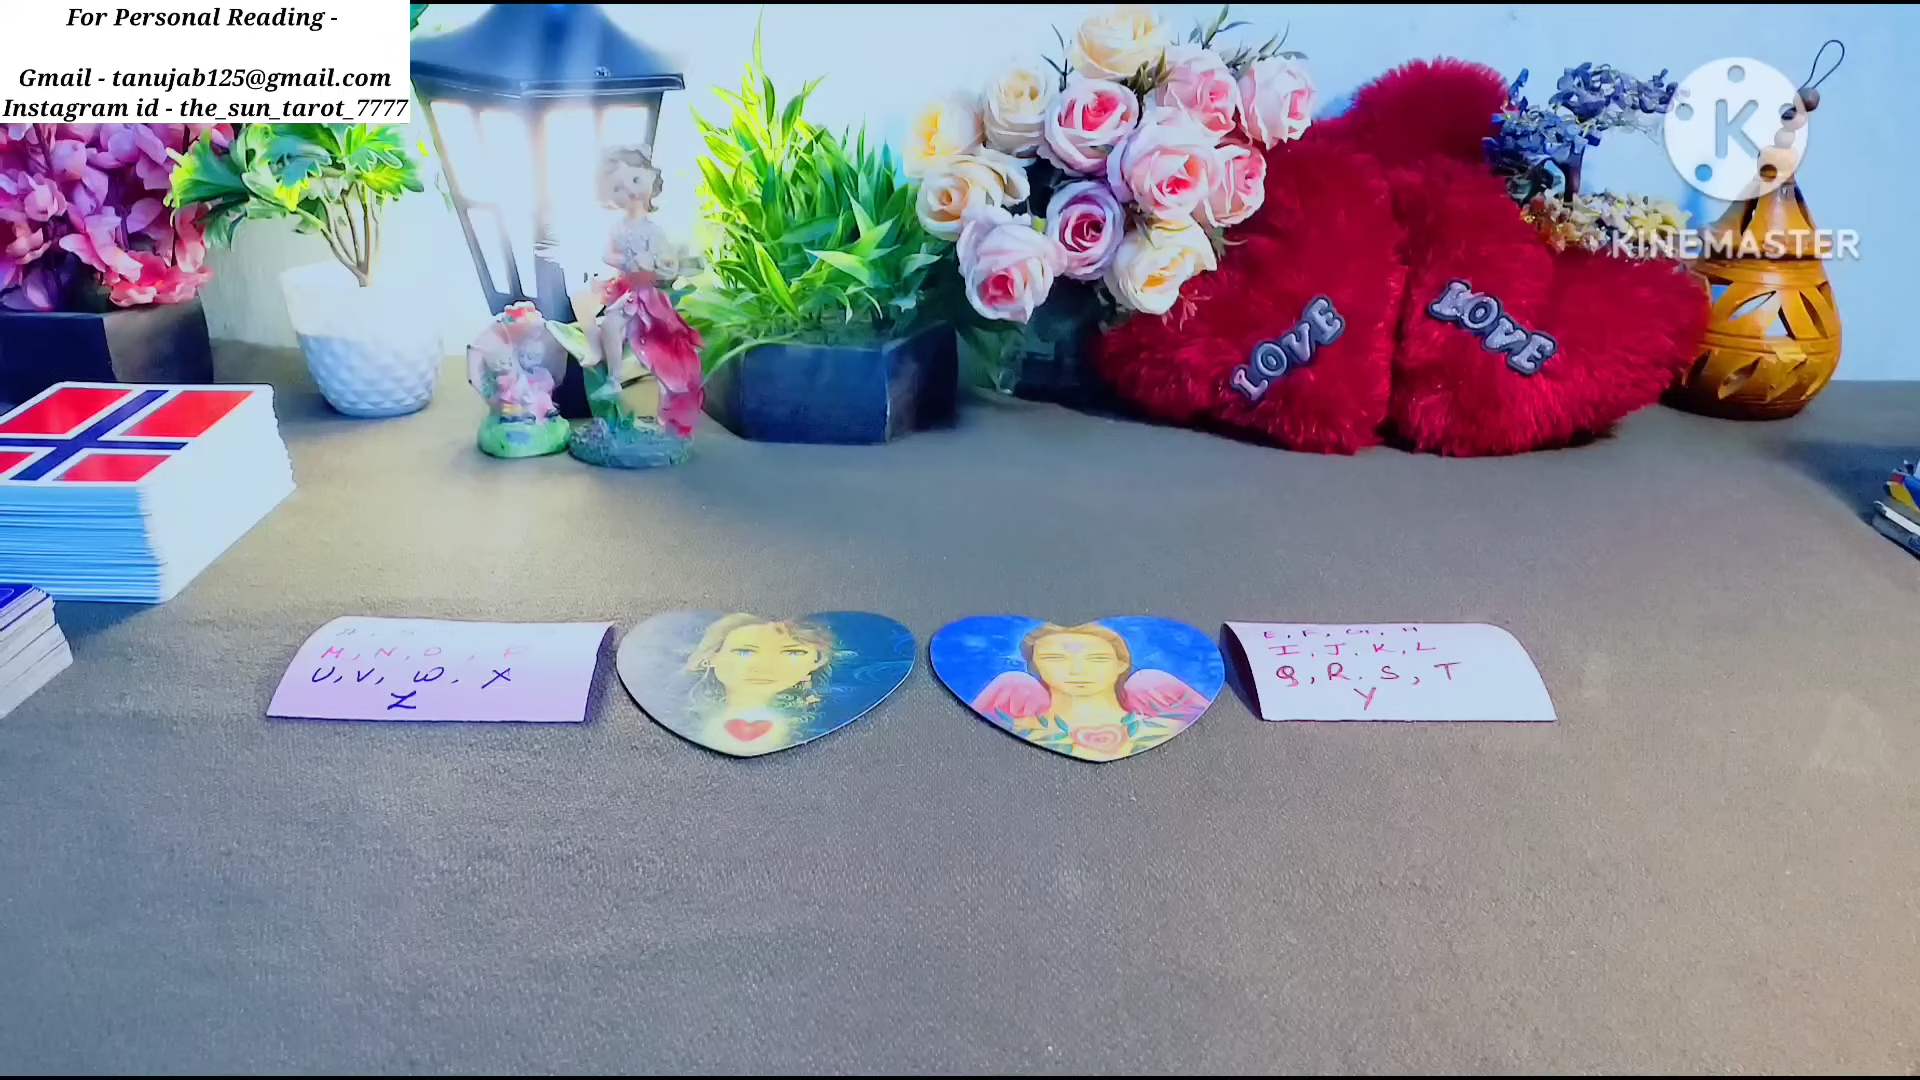 For Personal Reading -
Gmail - tanujab125@gmail.com
Instagram id - the_sun_tarot_7777
K
KINEMASTER
LOVE
LOVE
M, N, O, P
U, V, W, X
Z
E, F, G, H
I, J, K, L
Q, R, S, T
Y